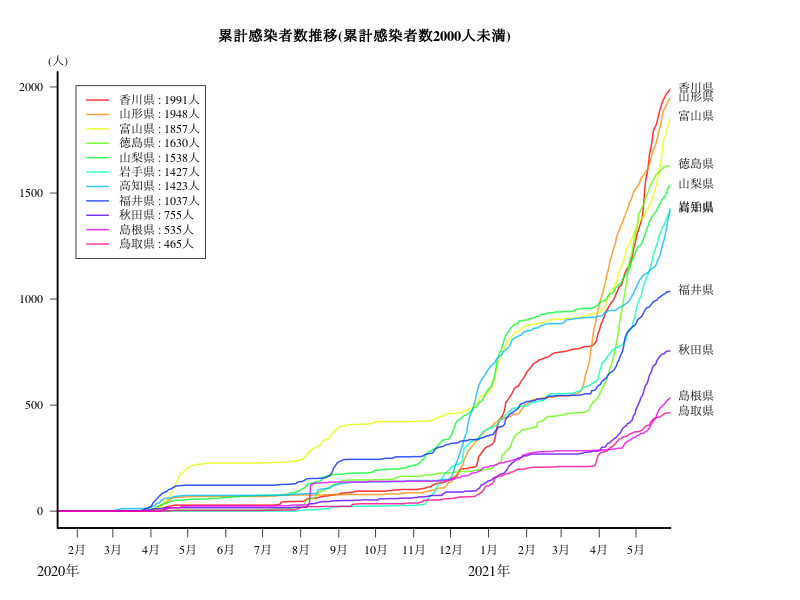 累計感染者数推移(累計感染者数2000人未満)
(人)
2000
1500
1000
500
0
香川県 : 1991人
山形県 : 1948人
富山県 : 1857人
徳島県 : 1630人
山梨県 : 1538人
岩手県 : 1427人
高知県 : 1423人
福井県 : 1037人
秋田県 : 755人
島根県 : 535人
鳥取県 : 465人
香川県
山形県
富山県
徳島県
山梨県
福井県
秋田県
島根県
鳥取県
2月 3月 4月 5月 6月 7月 8月 9月 10月 11月 12月 1月 2月 3月 4月 5月
2020年 2021年